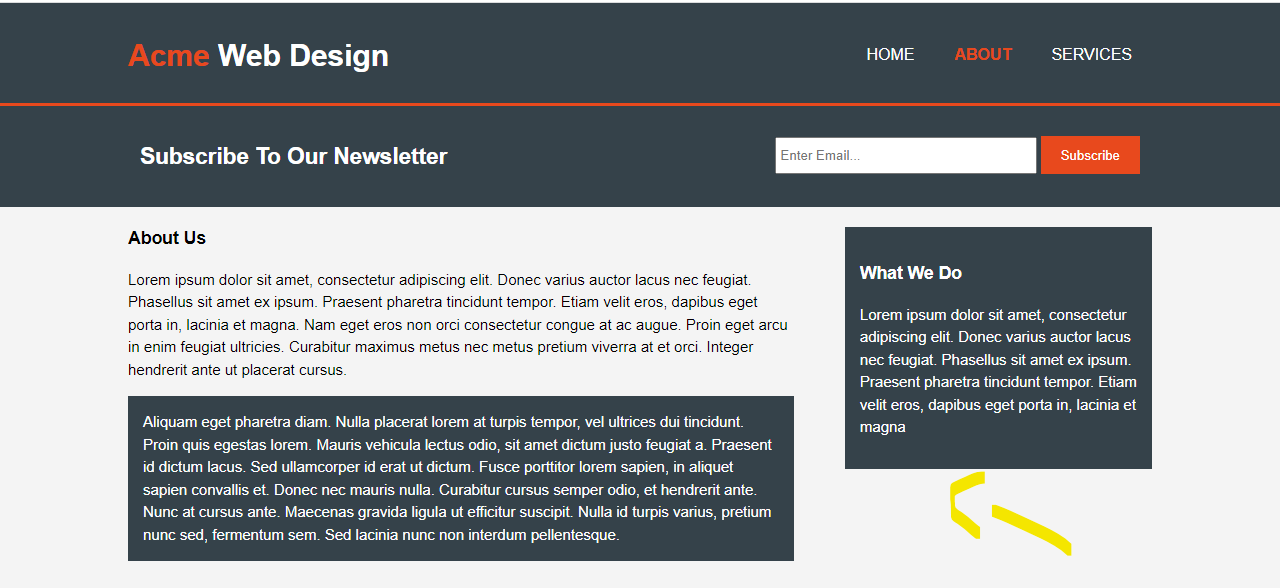 Acme Web Design
HOME ABOUT SERVICES
Subscribe To Our Newsletter
Enter Email...
Subscribe
About Us
Lorem ipsum dolor sit amet, consectetur adipiscing elit. Donec varius auctor lacus nec feugiat.
Phasellus sit amet ex ipsum. Praesent pharetra tincidunt tempor. Etiam velit eros, dapibus eget
porta in, lacinia et magna. Nam eget eros non orci consectetur congue at ac augue. Proin eget arcu
in enim feugiat ultricies. Curabitur maximus metus nec metus pretium viverra at et orci. Integer
hendrerit ante ut placerat cursus.
Aliquam eget pharetra diam. Nulla placerat lorem at turpis tempor, vel ultrices dui tincidunt.
Proin quis egestas lorem. Mauris vehicula lectus odio, sit amet dictum justo feugiat a. Praesent
id dictum lacus. Sed ullamcorper id erat ut dictum. Fusce porttitor lorem sapien, in aliquet
sapien convallis et. Donec nec mauris nulla. Curabitur cursus semper odio, et hendrerit ante.
Nunc at cursus ante. Maecenas gravida ligula ut efficitur suscipit. Nulla id turpis varius, pretium
nunc sed, fermentum sem. Sed lacinia nunc non interdum pellentesque.
What We Do
Lorem ipsum dolor sit amet, consectetur
adipiscing elit. Donec varius auctor lacus
nec feugiat. Phasellus sit amet ex ipsum.
Praesent pharetra tincidunt tempor. Etiam
velit eros, dapibus eget porta in, lacinia et
magna